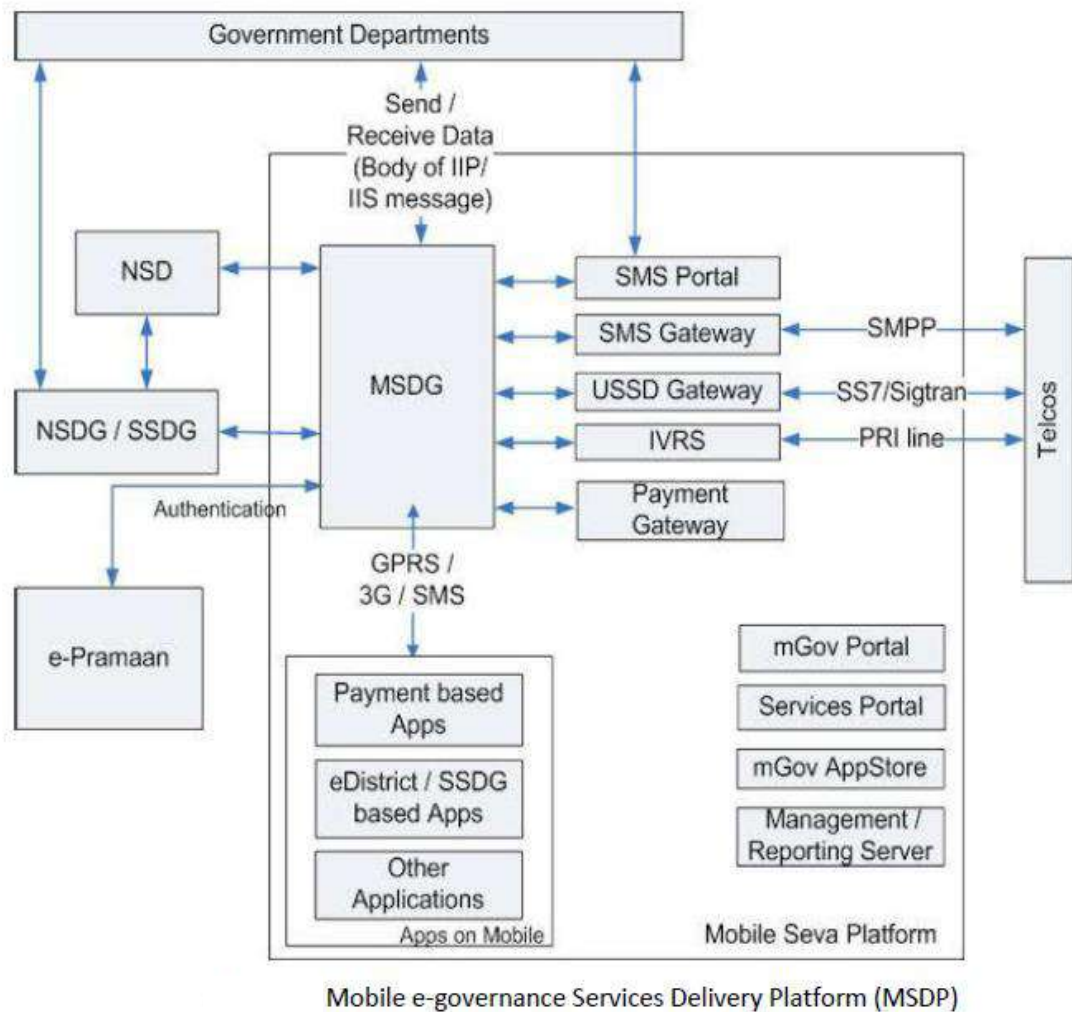 Government Departments
Send /
Receive Data
(Body of IIP/
IIS message)
NSD
NSDG / SSDG
MSDG
SMS Portal
SMS Gateway
SMPP
USSD Gateway
SS7/Sigtran
IVRS
PRI line
Payment
Gateway
Telcos
Authentication
e-Pramaan
GPRS /
3G / SMS
Payment based
Apps
eDistrict / SSDG
based Apps
Other
Applications
Apps on Mobile
mGov Portal
Services Portal
mGov AppStore
Management /
Reporting Server
Mobile Seva Platform
Mobile e-governance Services Delivery Platform (MSDP)